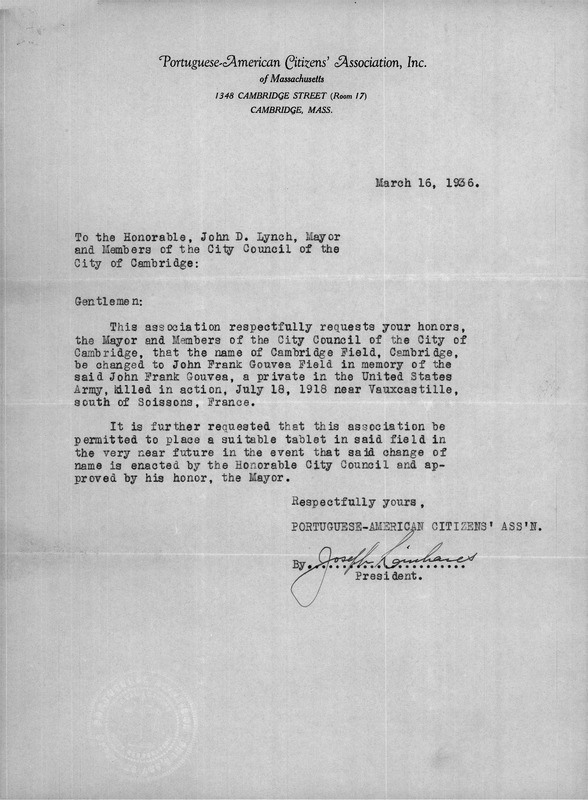 Portuguese-American Citizens' Association, Inc.
of Massachusetts
1348 CAMBRIDGE STREET (Room 17)
CAMBRIDGE, MASS.
March 16, 1936.
To the Honorable, John D. Lynch, Mayor
and Members of the City Council of the
City of Cambridge:
Gentlemen:
This association respectfully requests your honors,
the Mayor and Members of the City Council of the City of
Cambridge, that the name of Cambridge Field, Cambridge,
be changed to John Frank Gouvea Field in memory of the
said John Frank Gouvea, a private in the United States
Army, killed in action, July 18, 1918 near Vauxcastille,
south of Soissons, France.
It is further requested that this association be
permitted to place a suitable tablet in said field in
the very near future in the event that said change of
name is enacted by the Honorable City Council and ap-
proved by his honor, the Mayor.
Respectfully yours,
PORTUGUESE-AMERICAN CITIZENS' ASS'N.
By Joseph
President.